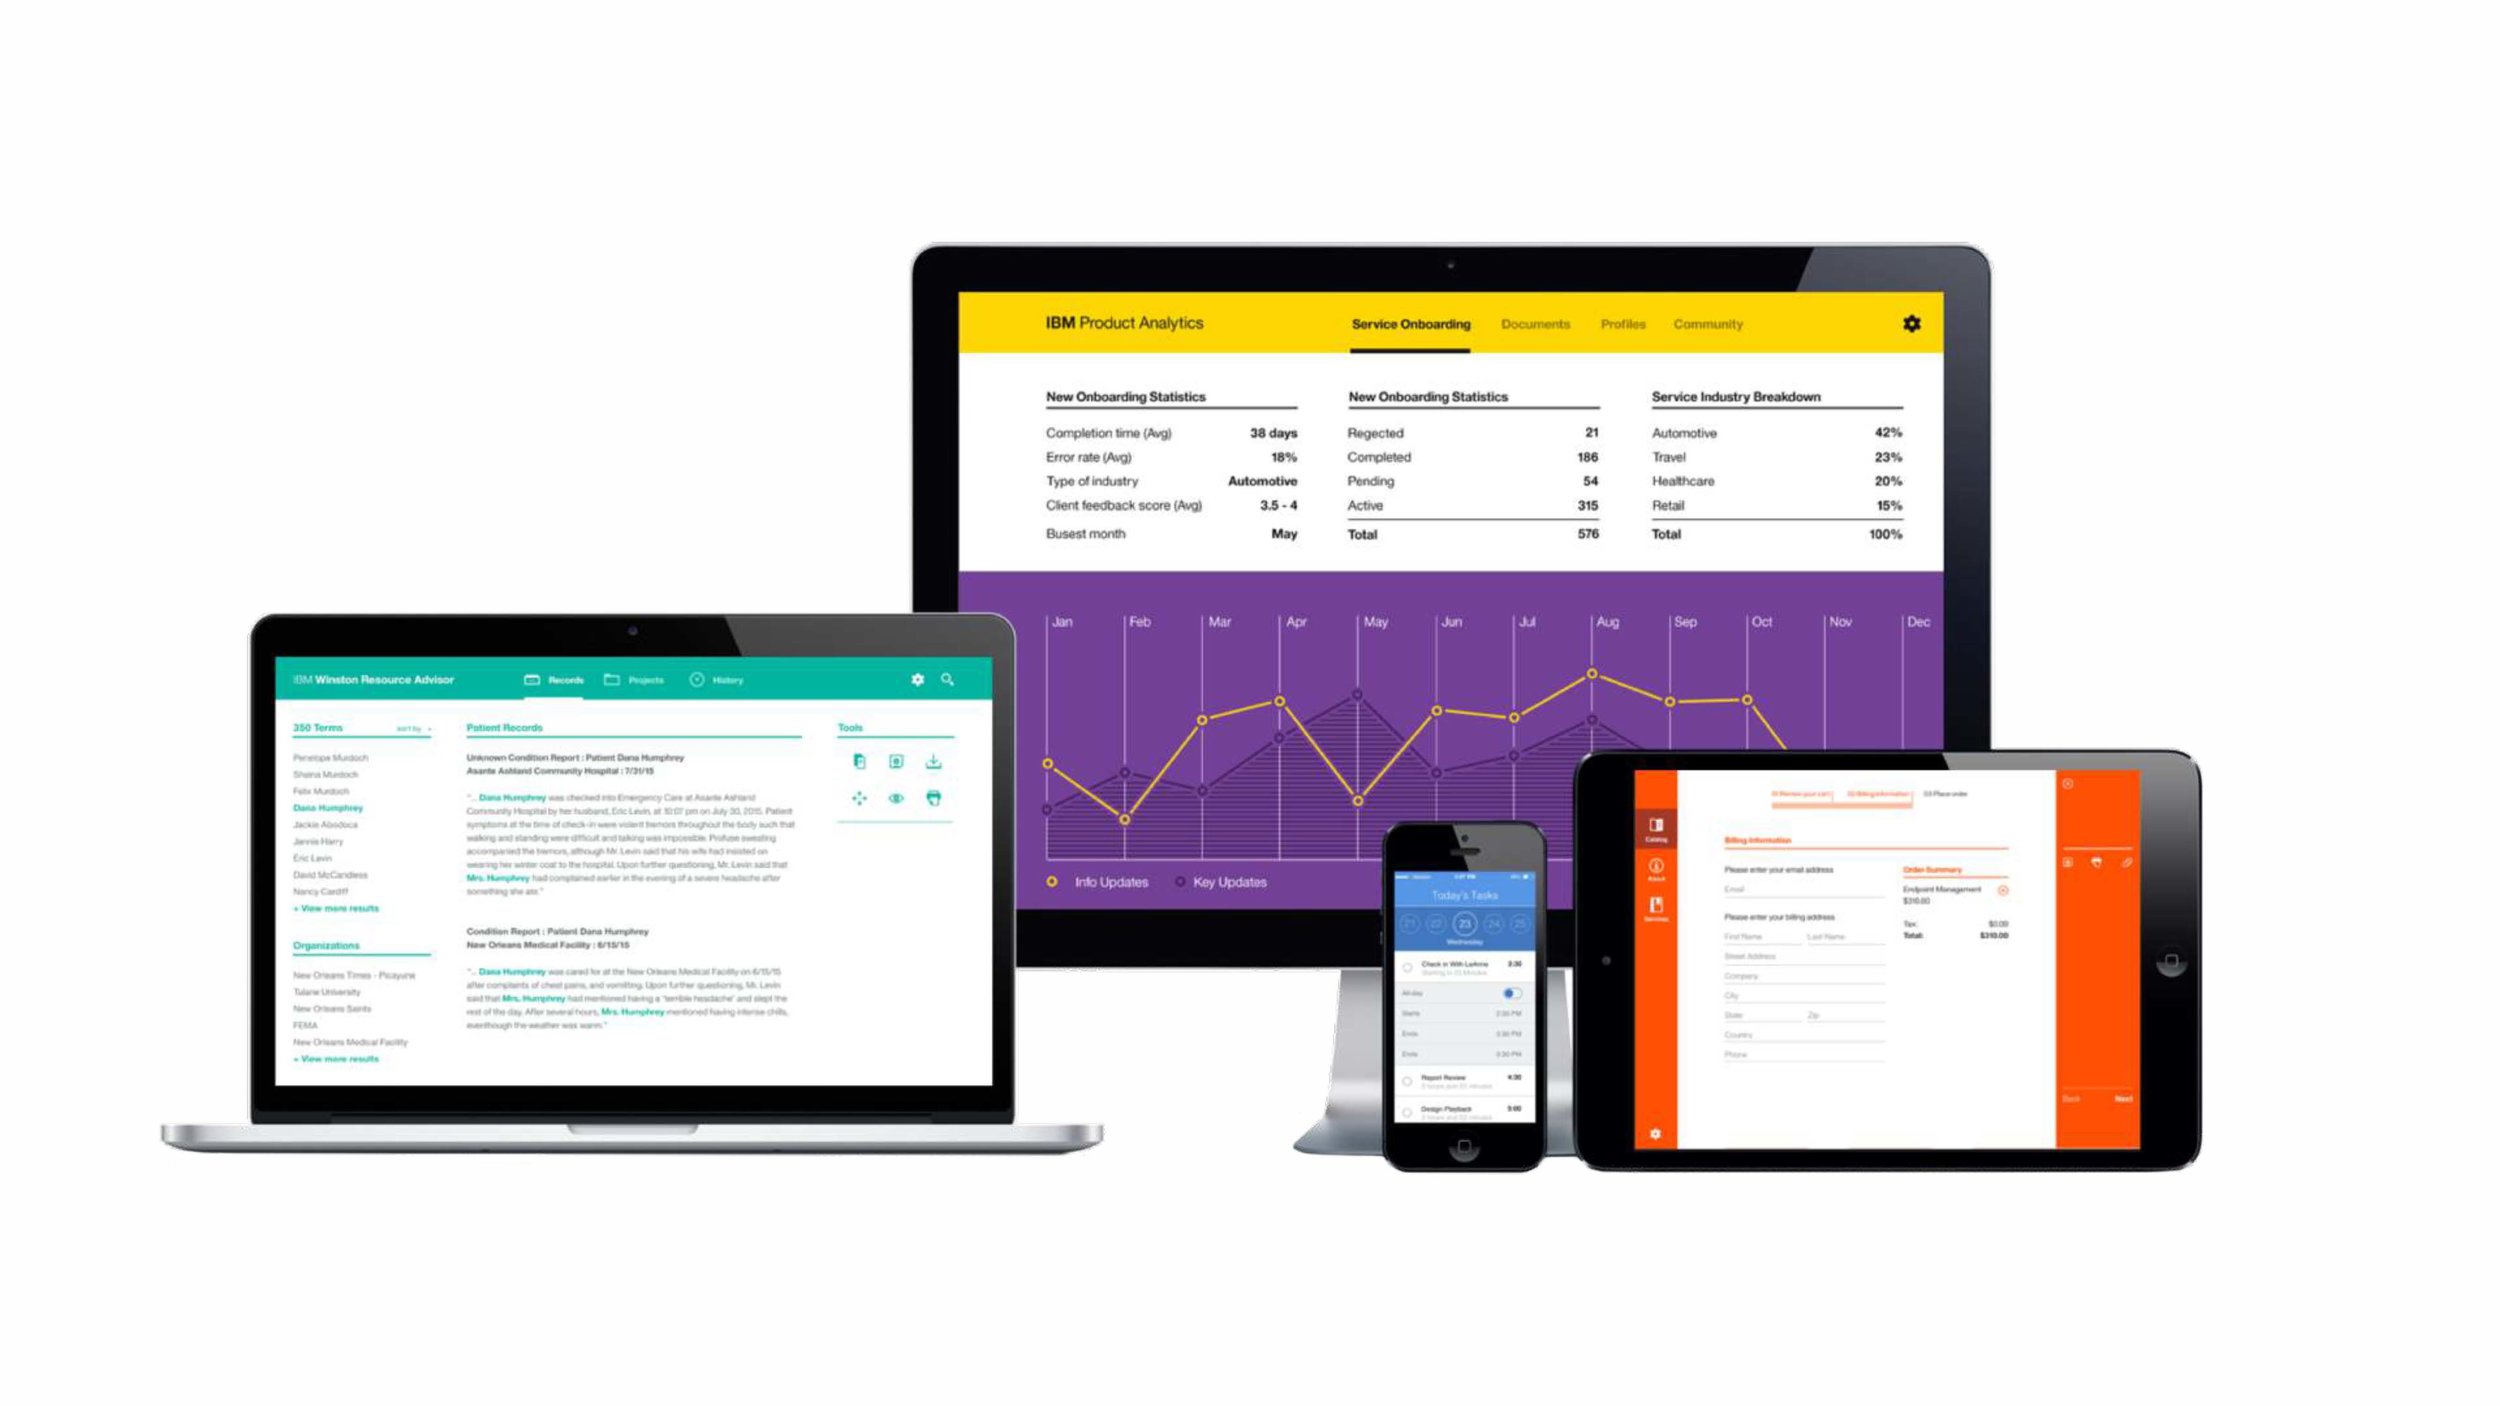 IBM Product Analytics
Service Onboarding Documents Profiles Community
New Onboarding Statistics
Completion time (Avg) 38 days
Error rate (Avg) 18%
Type of industry Automotive
Client feedback score (Avg) 3.5 - 4
Busest month May
New Onboarding Statistics
Regected 21
Completed 186
Pending 54
Active 315
Total 576
Service Industry Breakdown
Automotive 42%
Travel 23%
Healthcare 20%
Retail 15%
Total 100%
Jan Feb Mar Apr May Jun Jul Aug Sep Oct Nov Dec
Info Updates Key Updates
IBM Winston Resource Advisor
Records Projects History
350 Terms sort by
Penelope Murdoch
Shaina Murdoch
Felix Murdoch
Dana Humphrey
Jackie Abodoca
Jannis Harry
Eric Levin
David McCandless
Nancy Cardiff
+ View more results
Organizations
New Orleans Times - Picayune
Tulane University
New Orleans Saints
FEMA
New Orleans Medical Facility
+ View more results
Patient Records
Unknown Condition Report : Patient Dana Humphrey
Asante Ashland Community Hospital : 7/31/15
"... Dana Humphrey was checked into Emergency Care at Asante Ashland
Community Hospital by her husband, Eric Levin, at 10:07 pm on July 30, 2015. Patient
symptoms at the time of check-in were violent tremors throughout the body such that
walking and standing were difficult and talking was impossible. Profuse sweating
accompanied the tremors, although Mr. Levin said that his wife had insisted on
wearing her winter coat to the hospital. Upon further questioning, Mr. Levin said that
Mrs. Humphrey had complained earlier in the evening of a severe headache after
something she ate."
Condition Report : Patient Dana Humphrey
New Orleans Medical Facility : 6/15/15
"... Dana Humphrey was cared for at the New Orleans Medical Facility on 6/15/15
after complaints of chest pains, and vomitting. Upon further questioning, Mr. Levin
said that Mrs. Humphrey had mentioned having a "terrible headache" and slept the
rest of the day. After several hours, Mrs. Humphrey mentioned having intense chills,
eventhough the weather was warm."
Tools
Today's Tasks
21 22 23 24 25
Wednesday
Check in With LeAnne 2:30
All-day
Starts 2:30 PM
Ends 3:30 PM
Ends 3:30 PM
Report Review 4:30
Design Playback 5:00
01 Review your cart 02 Billing information 03 Place order
Catalog
About
Services
Billing Information
Please enter your email address
Email
Please enter your billing address
First Name Last Name
Street Address
Company
City
State Zip
Country
Phone
Order Summary
Endpoint Management
$310.00
Tax: $0.00
Total: $310.00
Back Next